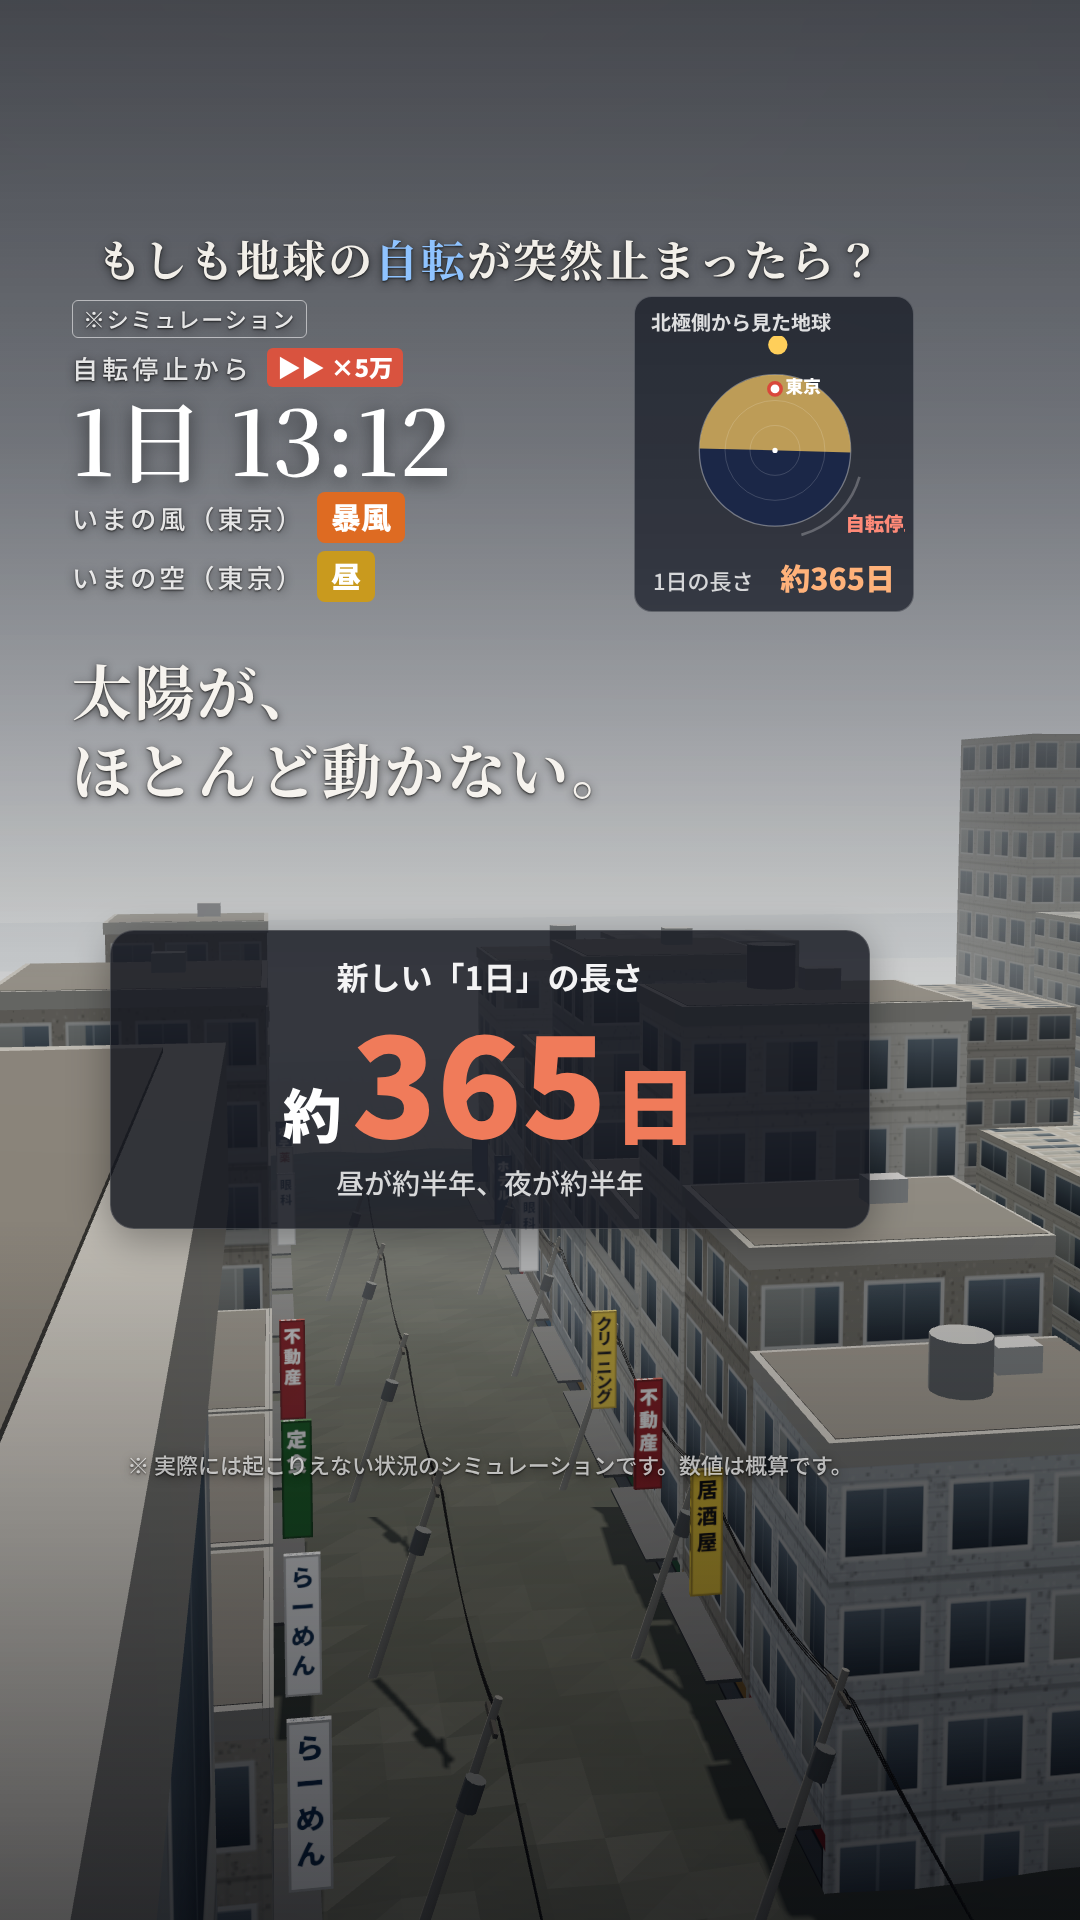 もしも地球の自転が突然止まったら？
※シミュレーション
自転停止から ▶▶ ×5万
1日 13:12
いまの風（東京） 暴風
いまの空（東京） 昼
北極側から見た地球
東京
自転停
1日の長さ 約365日
太陽が、
ほとんど動かない。
新しい「1日」の長さ
約365日
昼が約半年、夜が約半年
眼科
クリーニング
不動産
不動産
定
※ 実際には起こりえない状況のシミュレーションです。数値は概算です。
居酒屋
らーめん
らーめん